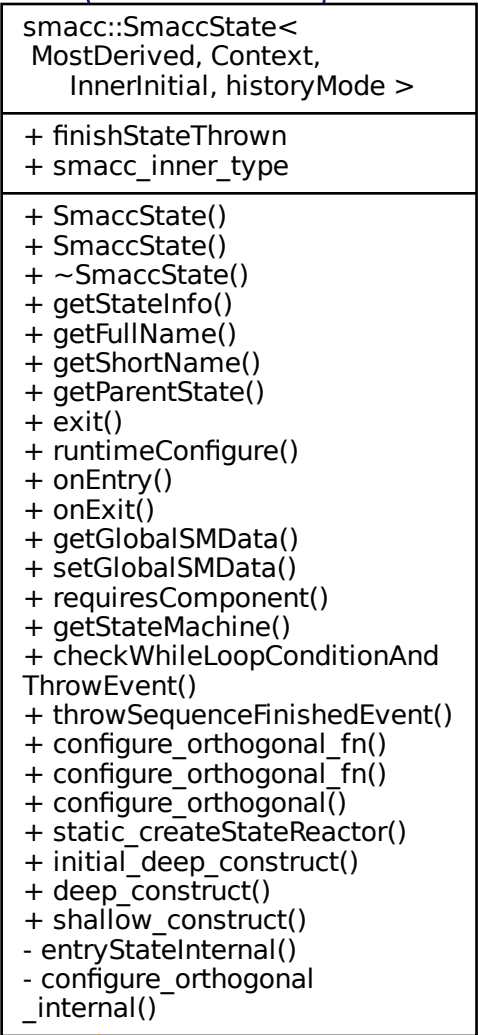 smacc::SmaccState<
MostDerived, Context,
InnerInitial, historyMode >
+ finishStateThrown
+ smacc_inner_type
+ SmaccState()
+ SmaccState()
+ ~SmaccState()
+ getStateInfo()
+ getFullName()
+ getShortName()
+ getParentState()
+ exit()
+ runtimeConfigure()
+ onEntry()
+ onExit()
+ getGlobalSMData()
+ setGlobalSMData()
+ requiresComponent()
+ getStateMachine()
+ checkWhileLoopConditionAnd
ThrowEvent()
+ throwSequenceFinishedEvent()
+ configure_orthogonal_fn()
+ configure_orthogonal_fn()
+ configure_orthogonal()
+ static_createStateReactor()
+ initial_deep_construct()
+ deep_construct()
+ shallow_construct()
- entryStateInternal()
- configure_orthogonal
_internal()